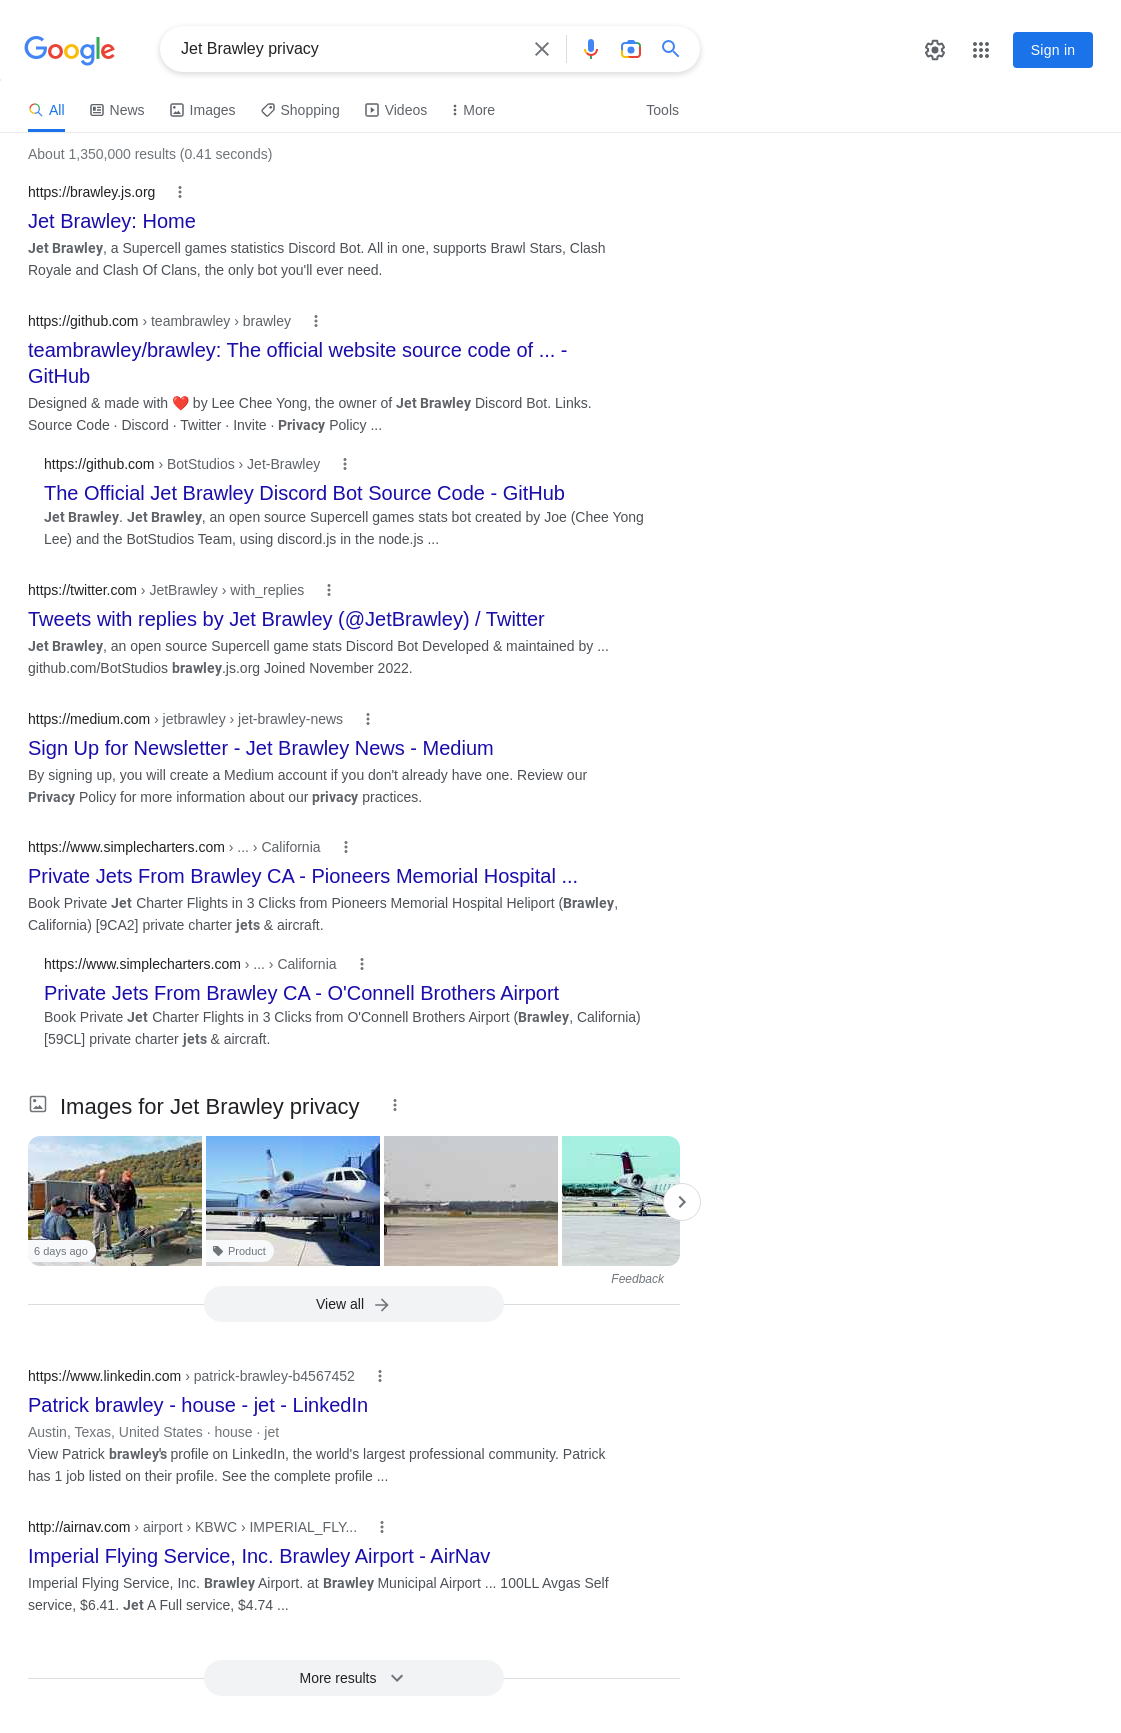 Google
Jet Brawley privacy
Sign in
All
News
Images
Shopping
Videos
More
Tools
About 1,350,000 results (0.41 seconds)
https://brawley.js.org
Jet Brawley: Home
Jet Brawley, a Supercell games statistics Discord Bot. All in one, supports Brawl Stars, Clash
Royale and Clash Of Clans, the only bot you'll ever need.
https://github.com › teambrawley › brawley
teambrawley/brawley: The official website source code of ... -
GitHub
Designed & made with ❤️ by Lee Chee Yong, the owner of Jet Brawley Discord Bot. Links.
Source Code · Discord · Twitter · Invite · Privacy Policy ...
https://github.com › BotStudios › Jet-Brawley
The Official Jet Brawley Discord Bot Source Code - GitHub
Jet Brawley. Jet Brawley, an open source Supercell games stats bot created by Joe (Chee Yong
Lee) and the BotStudios Team, using discord.js in the node.js ...
https://twitter.com › JetBrawley › with_replies
Tweets with replies by Jet Brawley (@JetBrawley) / Twitter
Jet Brawley, an open source Supercell game stats Discord Bot Developed & maintained by ...
github.com/BotStudios brawley.js.org Joined November 2022.
https://medium.com › jetbrawley › jet-brawley-news
Sign Up for Newsletter - Jet Brawley News - Medium
By signing up, you will create a Medium account if you don't already have one. Review our
Privacy Policy for more information about our privacy practices.
https://www.simplecharters.com › ... › California
Private Jets From Brawley CA - Pioneers Memorial Hospital ...
Book Private Jet Charter Flights in 3 Clicks from Pioneers Memorial Hospital Heliport (Brawley,
California) [9CA2] private charter jets & aircraft.
https://www.simplecharters.com › ... › California
Private Jets From Brawley CA - O'Connell Brothers Airport
Book Private Jet Charter Flights in 3 Clicks from O'Connell Brothers Airport (Brawley, California)
[59CL] private charter jets & aircraft.
Images for Jet Brawley privacy
6 days ago
Product
Feedback
View all
https://www.linkedin.com › patrick-brawley-b4567452
Patrick brawley - house - jet - LinkedIn
Austin, Texas, United States · house · jet
View Patrick brawley's profile on LinkedIn, the world's largest professional community. Patrick
has 1 job listed on their profile. See the complete profile ...
http://airnav.com › airport › KBWC › IMPERIAL_FLY...
Imperial Flying Service, Inc. Brawley Airport - AirNav
Imperial Flying Service, Inc. Brawley Airport. at Brawley Municipal Airport ... 100LL Avgas Self
service, $6.41. Jet A Full service, $4.74 ...
More results